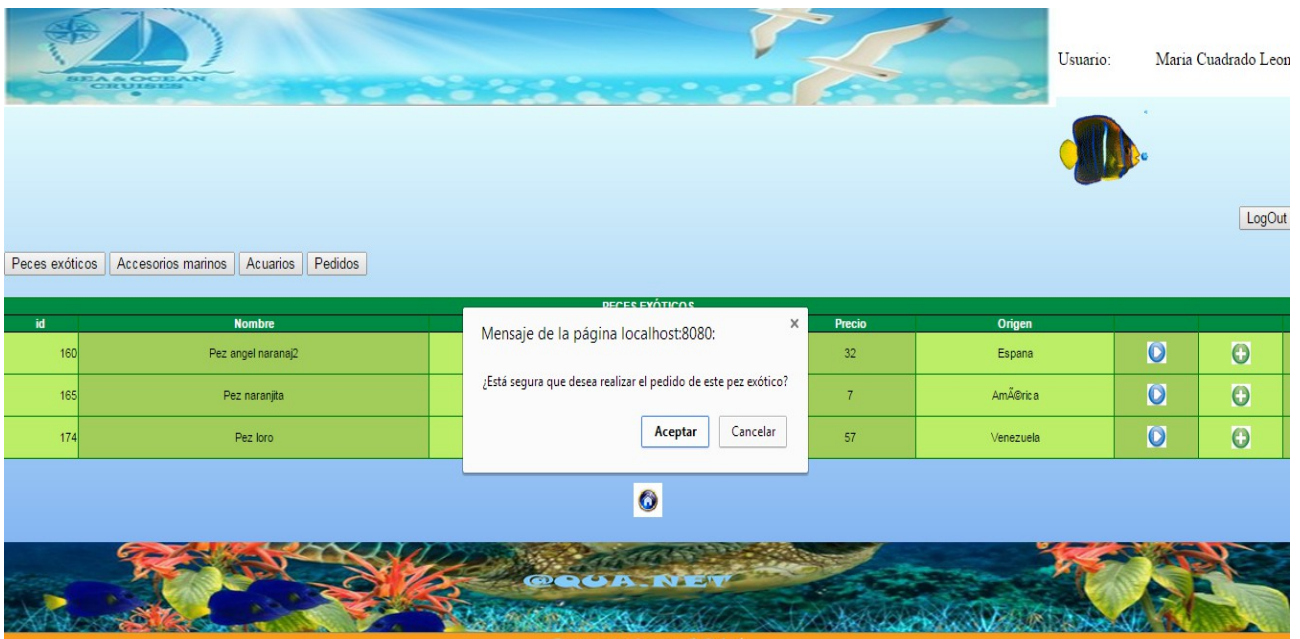 SEA & OCEAN
CRUISES
Usuario: Maria Cuadrado Leon
LogOut
Peces exóticos Accesorios marinos Acuarios Pedidos
PECES EXÓTICOS
id Nombre Precio Origen
160 Pez angel naranaj2 32 Espana
165 Pez naranjita 7 AmÃ©rica
174 Pez loro 57 Venezuela
Mensaje de la página localhost:8080:
x
¿Está segura que desea realizar el pedido de este pez exótico?
Aceptar Cancelar
@QUA.NET